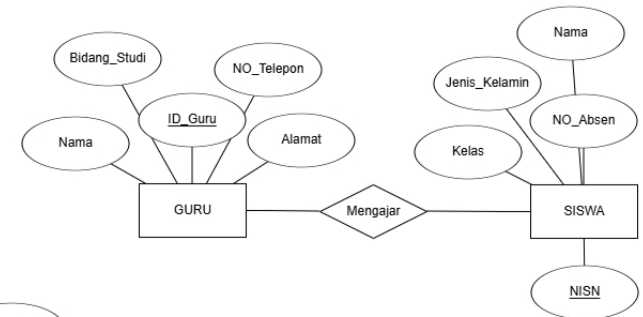 Nama
Bidang_Studi
NO_Telepon
Jenis_Kelamin
ID_Guru
NO_Absen
Nama
Alamat
Kelas
GURU
Mengajar
SISWA
NISN